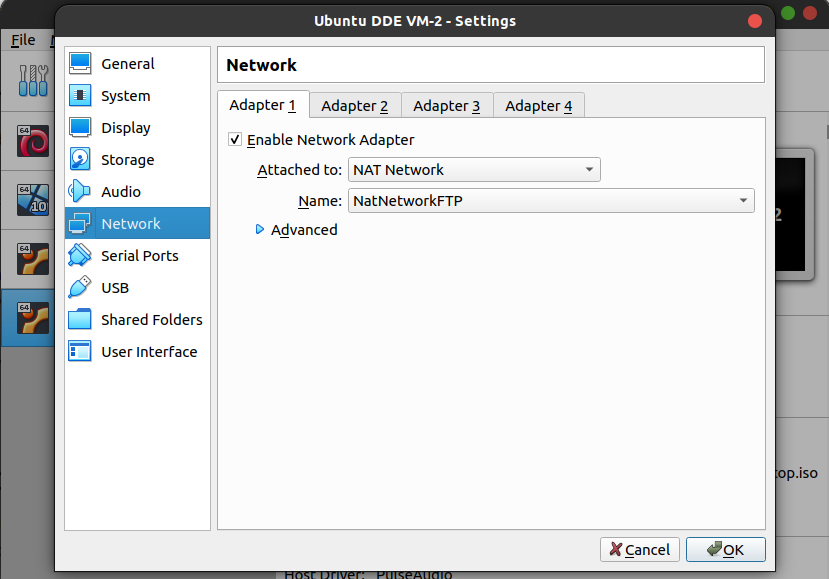 Ubuntu DDE VM-2 - Settings
File
General
System
Display
Storage
Audio
Network
Serial Ports
USB
Shared Folders
User Interface
Network
Adapter 1
Adapter 2
Adapter 3
Adapter 4
Enable Network Adapter
Attached to: NAT Network
Name: NatNetworkFTP
Advanced
64
64
10
64
64
2
top.iso
Cancel
OK
Host Driver: PulseAudio